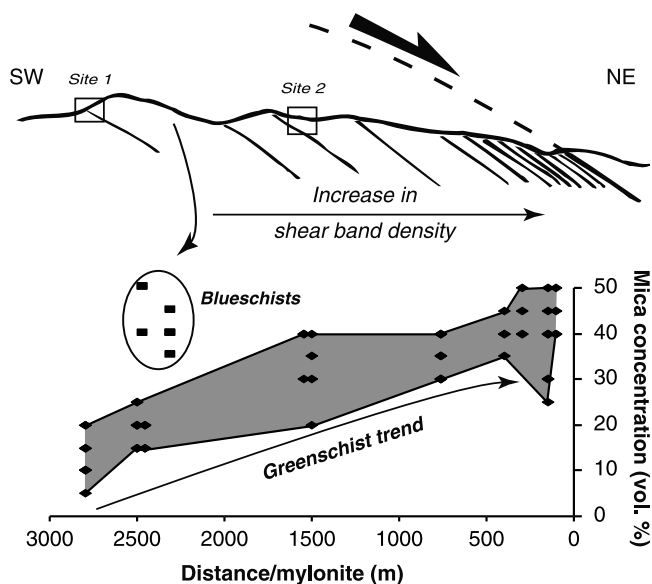 SW
Site 1
Site 2
NE
Increase in
shear band density
Blueschists
Greenschist trend
50
40
30
20
10
0
Mica concentration (vol. %)
3000 2500 2000 1500 1000 500 0
Distance/mylonite (m)